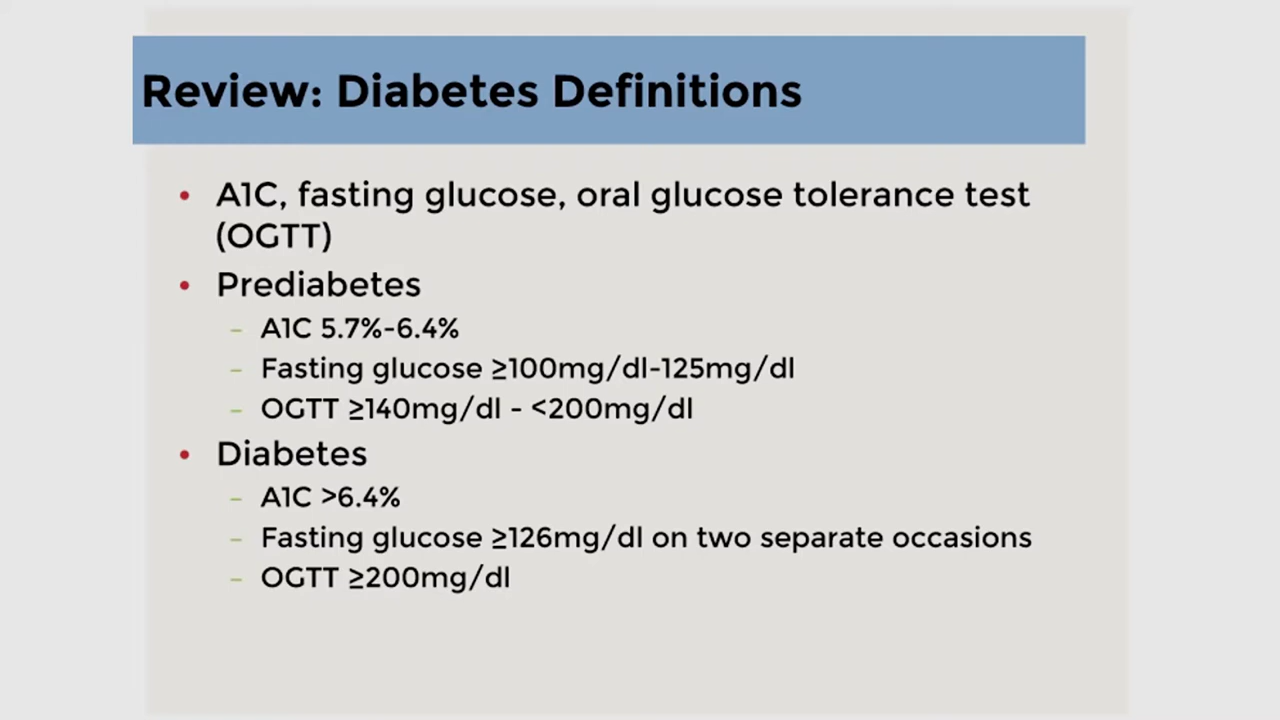 Review: Diabetes Definitions
• A1C, fasting glucose, oral glucose tolerance test
(OGTT)
• Prediabetes
– A1C 5.7%-6.4%
– Fasting glucose ≥100mg/dl-125mg/dl
– OGTT ≥140mg/dl - <200mg/dl
• Diabetes
– A1C >6.4%
– Fasting glucose ≥126mg/dl on two separate occasions
– OGTT ≥200mg/dl